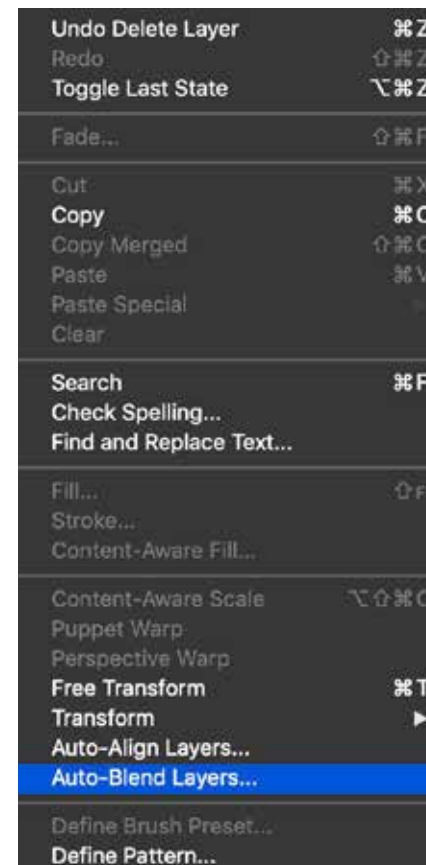 Undo Delete Layer ⌘Z
Redo ⇧⌘Z
Toggle Last State ⌥⌘Z
Fade... ⇧⌘F
Cut ⌘X
Copy ⌘C
Copy Merged ⇧⌘C
Paste ⌘V
Paste Special
Clear
Search ⌘F
Check Spelling...
Find and Replace Text...
Fill... ⇧F
Stroke...
Content-Aware Fill...
Content-Aware Scale ⌥⇧⌘C
Puppet Warp
Perspective Warp
Free Transform ⌘T
Transform ▶
Auto-Align Layers...
Auto-Blend Layers...
Define Brush Preset...
Define Pattern...